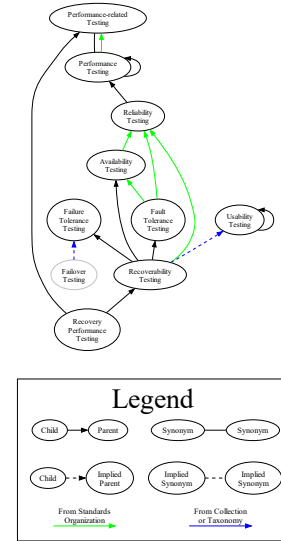 Performance-related
Testing
Performance
Testing
Reliability
Testing
Availability
Testing
Failure
Tolerance
Testing
Fault
Tolerance
Testing
Usability
Testing
Failover
Testing
Recoverability
Testing
Recovery
Performance
Testing
Legend
Child
Parent
Synonym
Synonym
Child
Implied
Parent
Implied
Synonym
Implied
Synonym
From Standards
Organization
From Collection
or Taxonomy